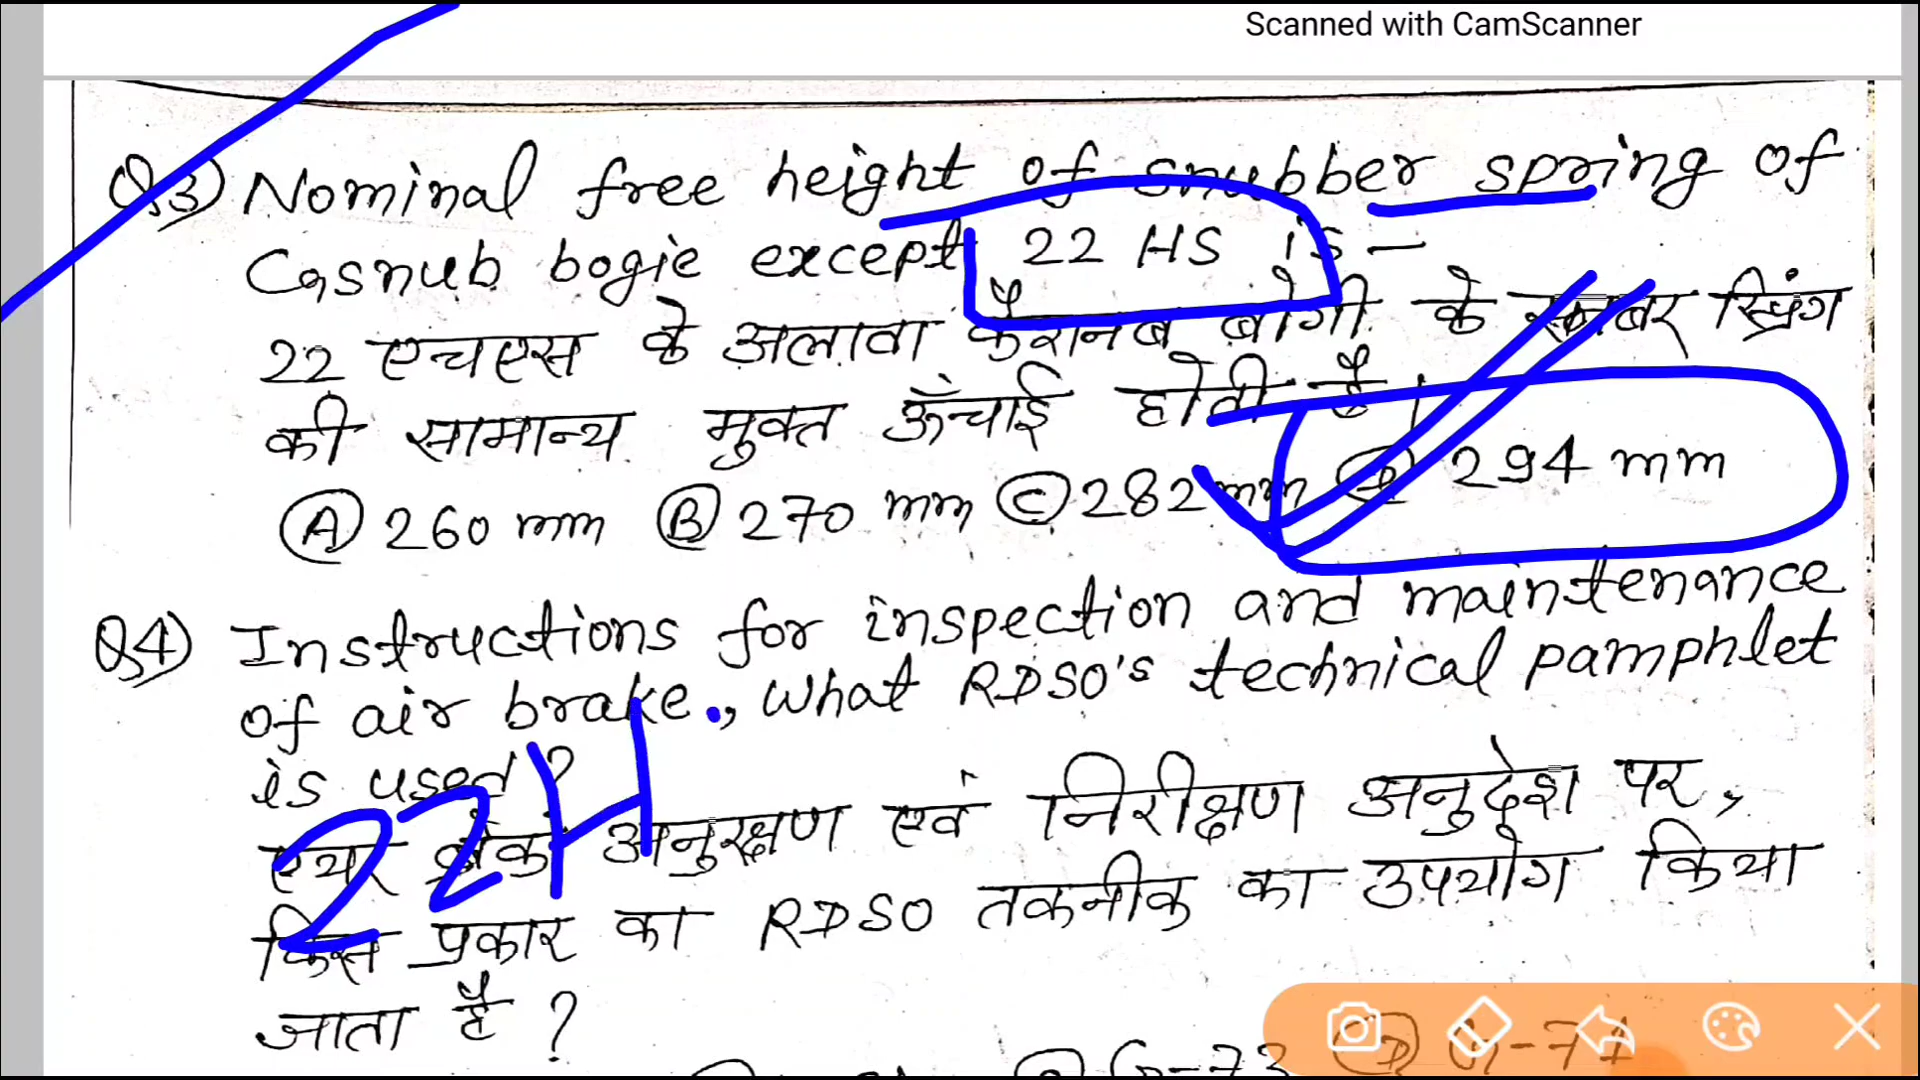 Scanned with CamScanner
Q3) Nominal free height of snubber spring of
Casnub bogie except 22 HS is –
22 एचएस के अलावा कैशनब बोगी के स्नबर स्प्रिंग
की सामान्य मुक्त ऊँचाई होती है।
(A) 260 mm (B) 270 mm (C) 282 mm (D) 294 mm
Q4) Instructions for inspection and maintenance
of air brake, What RDSO's technical pamphlet
is used?
22H
एयर ब्रेक अनुरक्षण एवं निरीक्षण अनुदेश पर,
किस प्रकार का RDSO तकनीक का उपयोग किया
जाता है ?